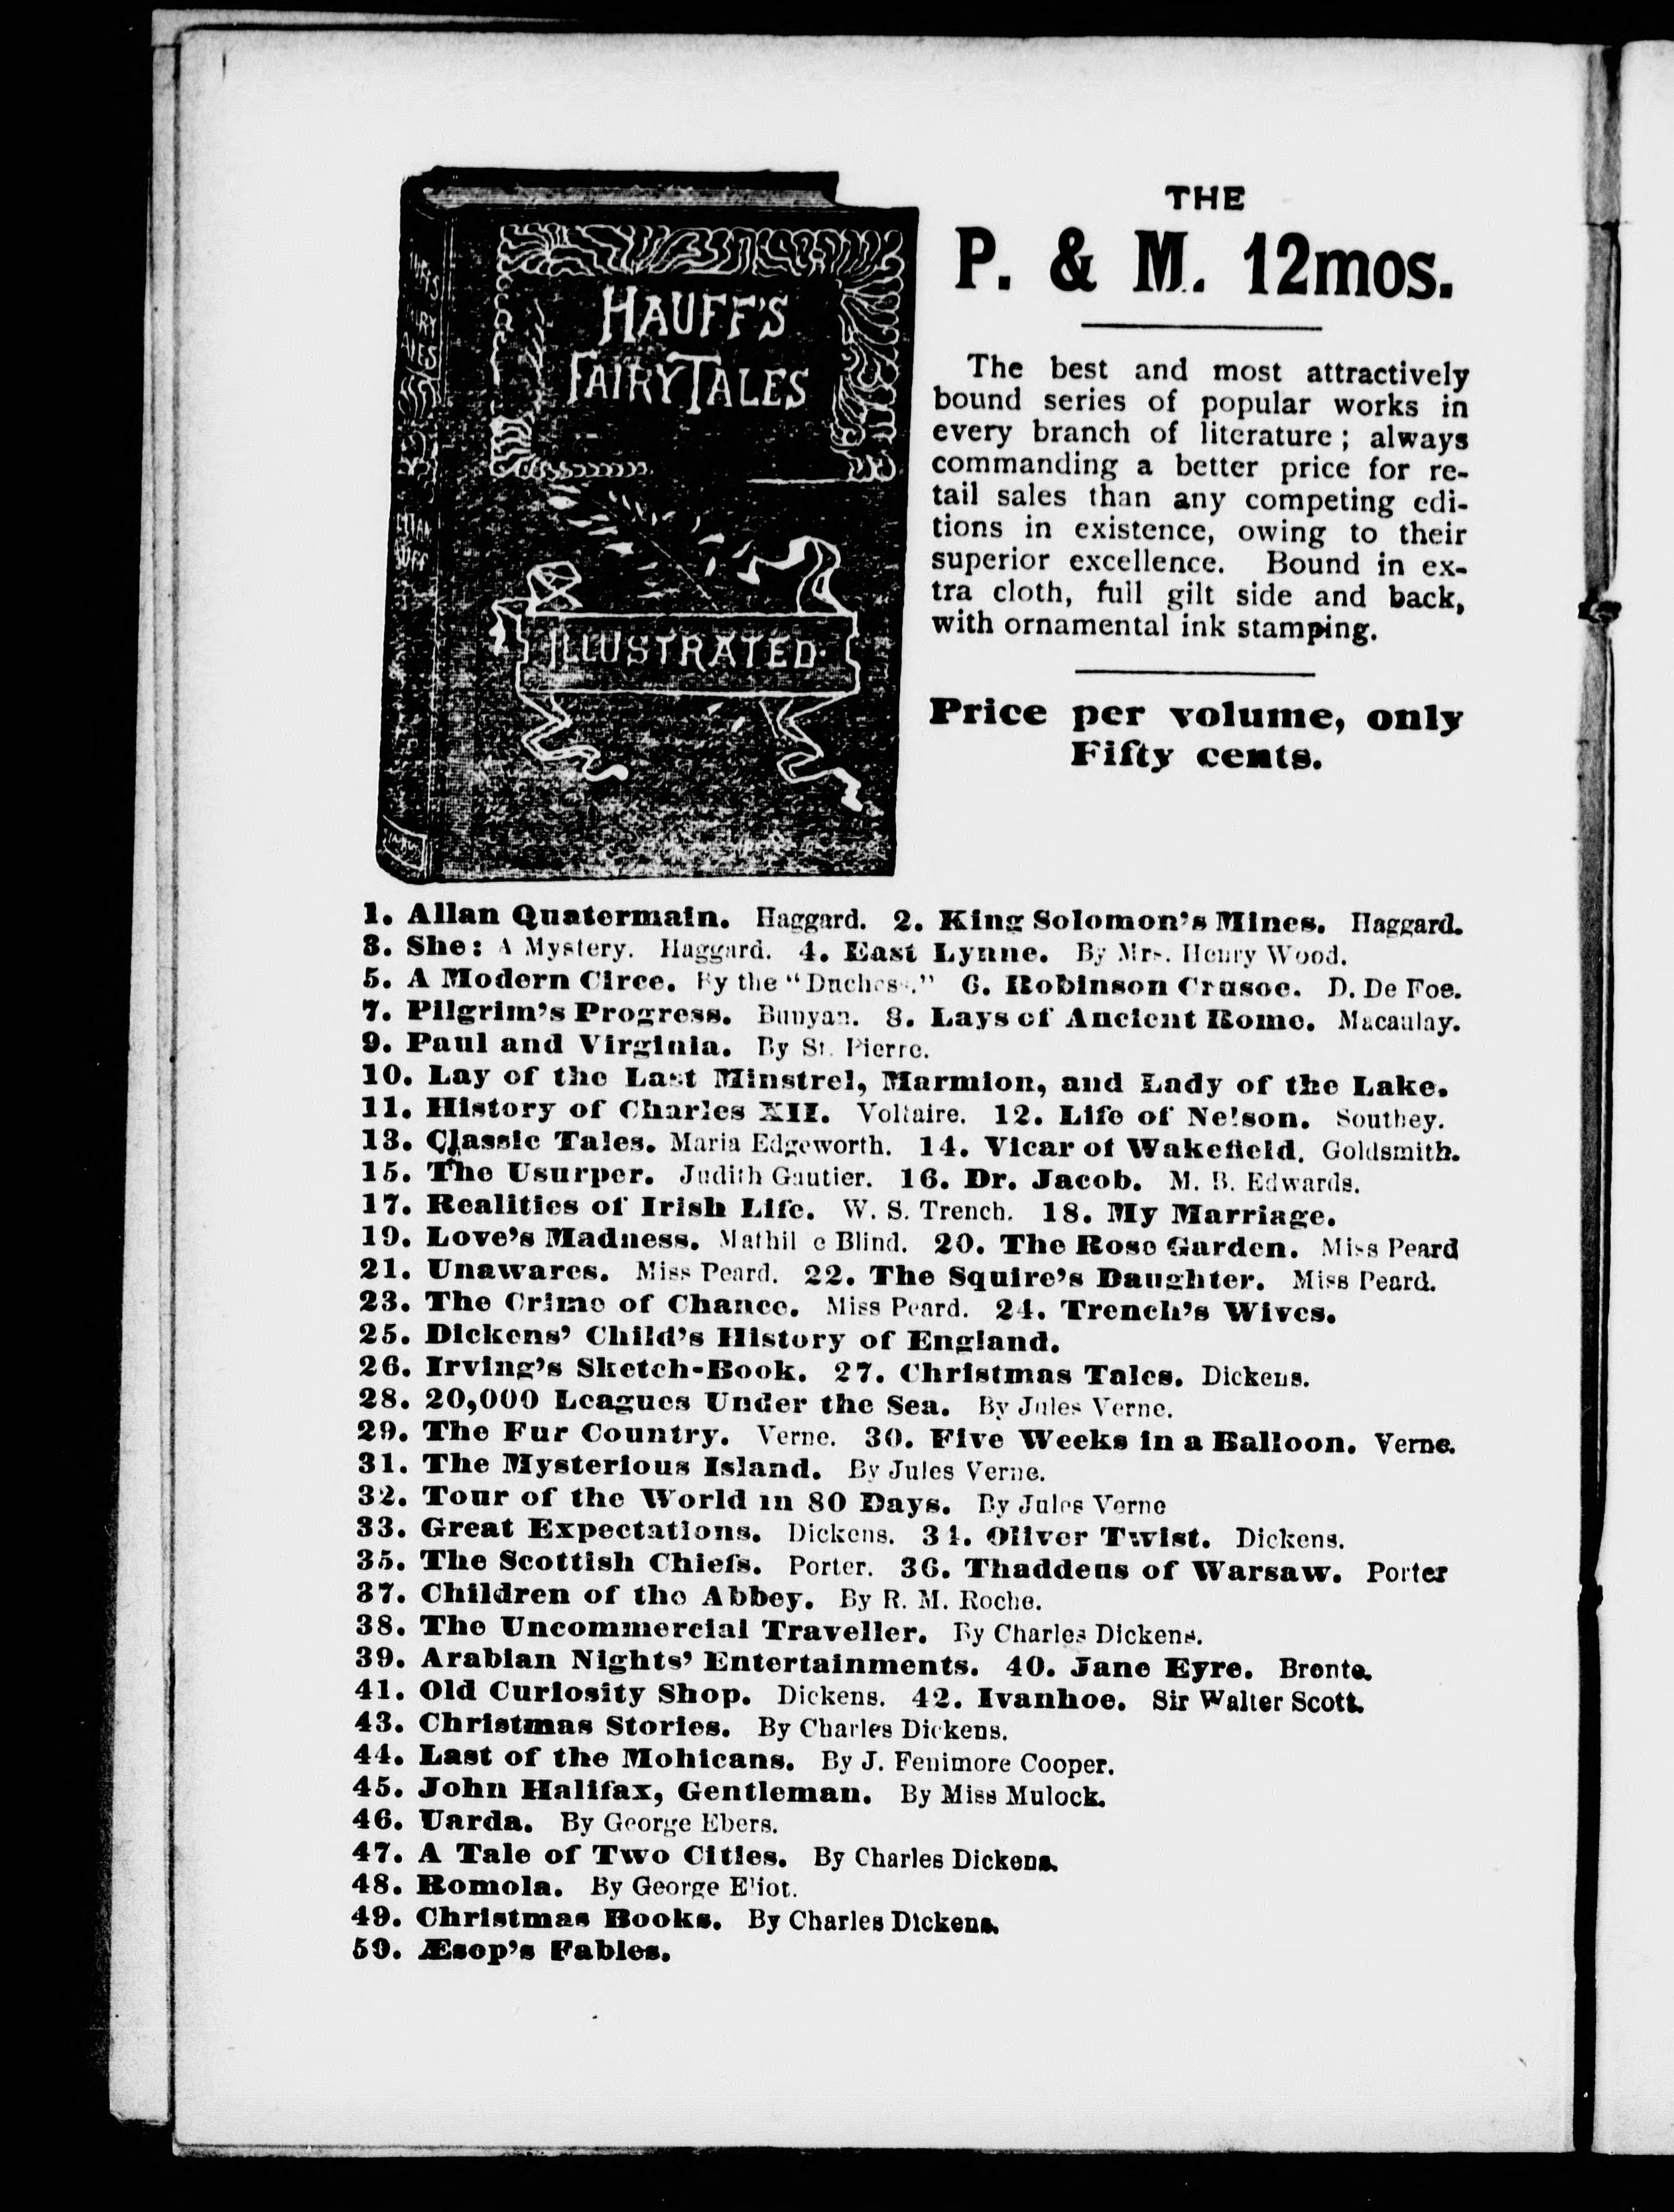 HAUFF'S
FAIRY TALES
ILLUSTRATED.
THE
P. & M. 12mos.
The best and most attractively
bound series of popular works in
every branch of literature; always
commanding a better price for re-
tail sales than any competing edi-
tions in existence, owing to their
superior excellence. Bound in ex-
tra cloth, full gilt side and back,
with ornamental ink stamping.
Price per volume, only
Fifty cents.
1. Allan Quatermain. Haggard. 2. King Solomon's Mines. Haggard.
3. She: A Mystery. Haggard. 4. East Lynne. By Mrs. Henry Wood.
5. A Modern Circe. By the "Duchess." 6. Robinson Crusoe. D. De Foe.
7. Pilgrim's Progress. Bunyan. 8. Lays of Ancient Rome. Macaulay.
9. Paul and Virginia. By St. Pierre.
10. Lay of the Last Minstrel, Marmion, and Lady of the Lake.
11. History of Charles XII. Voltaire. 12. Life of Nelson. Southey.
13. Classic Tales. Maria Edgeworth. 14. Vicar of Wakefield. Goldsmith.
15. The Usurper. Judith Gautier. 16. Dr. Jacob. M. B. Edwards.
17. Realities of Irish Life. W. S. Trench. 18. My Marriage.
19. Love's Madness. Mathil e Blind. 20. The Rose Garden. Miss Peard
21. Unawares. Miss Peard. 22. The Squire's Daughter. Miss Peard.
23. The Crime of Chance. Miss Peard. 24. Trench's Wives.
25. Dickens' Child's History of England.
26. Irving's Sketch-Book. 27. Christmas Tales. Dickens.
28. 20,000 Leagues Under the Sea. By Jules Verne.
29. The Fur Country. Verne. 30. Five Weeks in a Balloon. Verne.
31. The Mysterious Island. By Jules Verne.
32. Tour of the World in 80 Days. By Jules Verne
33. Great Expectations. Dickens. 34. Oliver Twist. Dickens.
35. The Scottish Chiefs. Porter. 36. Thaddeus of Warsaw. Porter
37. Children of the Abbey. By R. M. Roche.
38. The Uncommercial Traveller. By Charles Dickens.
39. Arabian Nights' Entertainments. 40. Jane Eyre. Bronte.
41. Old Curiosity Shop. Dickens. 42. Ivanhoe. Sir Walter Scott.
43. Christmas Stories. By Charles Dickens.
44. Last of the Mohicans. By J. Fenimore Cooper.
45. John Halifax, Gentleman. By Miss Mulock.
46. Uarda. By George Ebers.
47. A Tale of Two Cities. By Charles Dickens.
48. Romola. By George Eliot.
49. Christmas Books. By Charles Dickens.
50. Æsop's Fables.